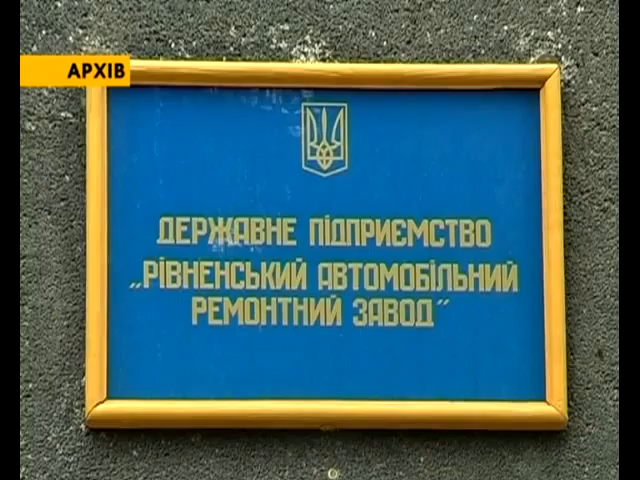 АРХІВ
ДЕРЖАВНЕ ПІДПРИЄМСТВО
„РІВНЕНСЬКИЙ АВТОМОБІЛЬНИЙ
РЕМОНТНИЙ ЗАВОД"